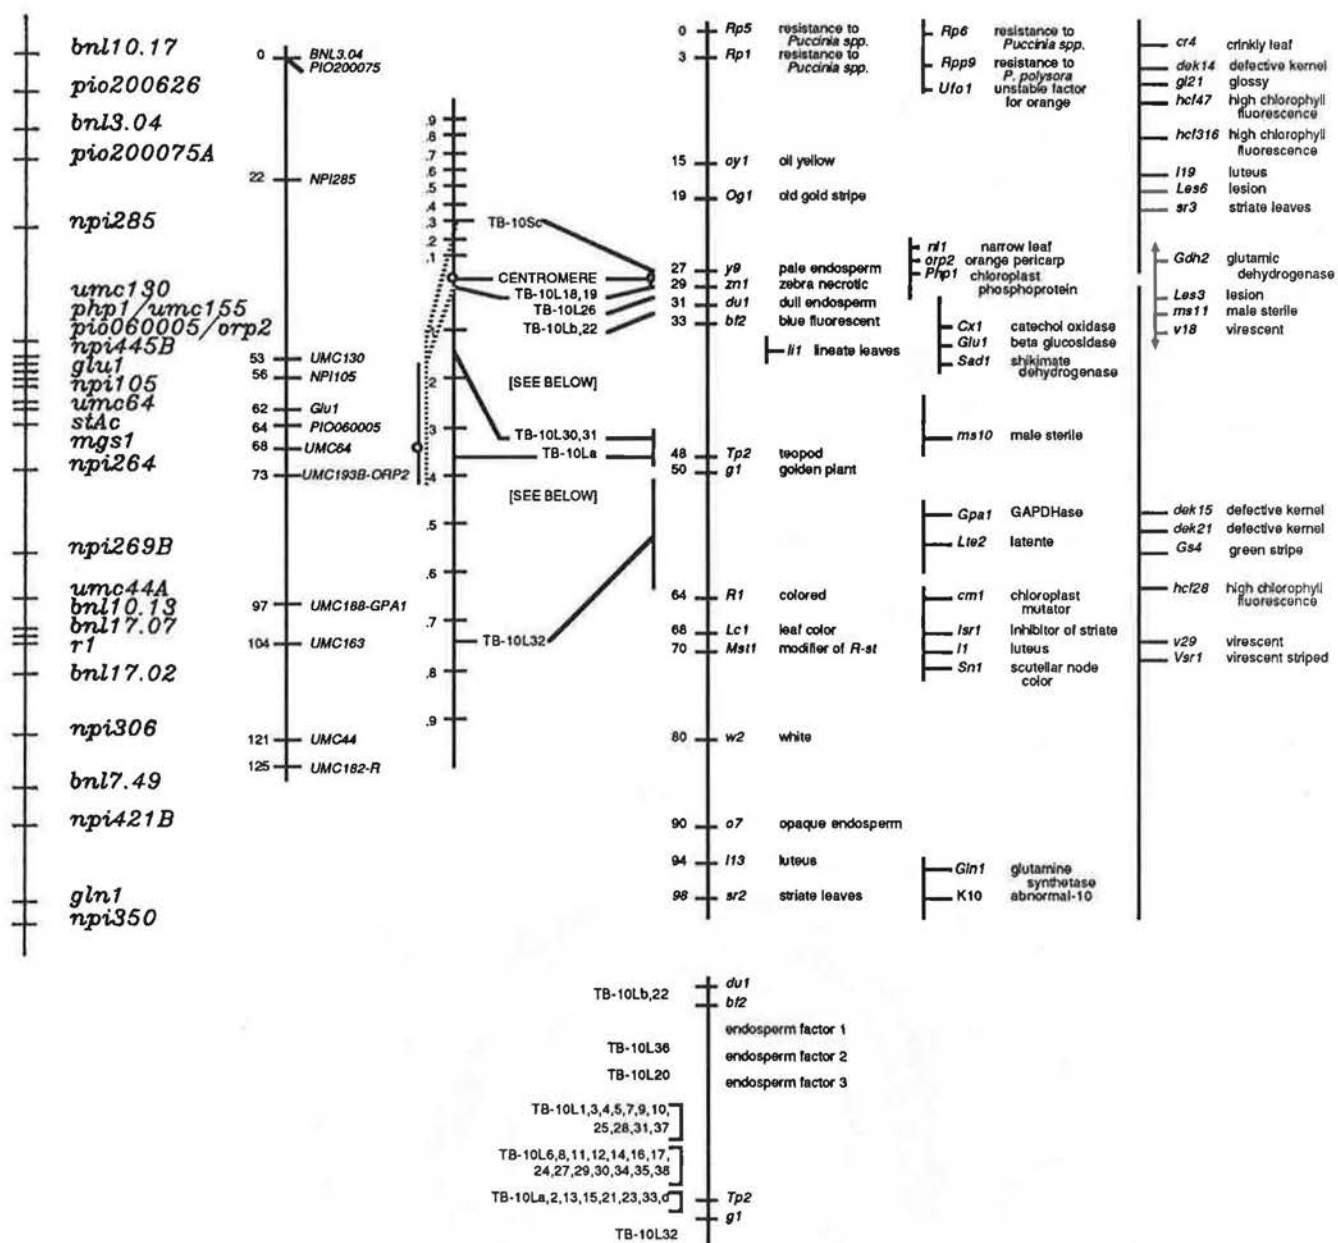 bnl10.17
pio200626
bnl3.04
pio200075A
npi285
umc130
php1/umc155
pio060005/orp2
npi445B
glu1
npi105
umc64
stAc
mgs1
npi264
npi269B
umc44A
bnl10.13
bnl17.07
r1
bnl17.02
npi306
bnl7.49
npi421B
gln1
npi350
0 BNL3.04
PIO200075
22 NPI285
53 UMC130
56 NPI105
62 Glu1
64 PIO060005
68 UMC64
73 UMC193B-ORP2
97 UMC188-GPA1
104 UMC163
121 UMC44
125 UMC182-R
.9
.8
.7
.6
.5
.4
.3
.2
.1
.2
.3
.4
.5
.6
.7
.8
.9
TB-10Sc
CENTROMERE
TB-10L18,19
TB-10L26
TB-10Lb,22
[SEE BELOW]
TB-10L30,31
TB-10La
[SEE BELOW]
TB-10L32
0 Rp5 resistance to
Puccinia spp.
3 Rp1 resistance to
Puccinia spp.
15 oy1 oil yellow
19 Og1 old gold stripe
27 y9 pale endosperm
29 zn1 zebra necrotic
31 du1 dull endosperm
33 bf2 blue fluorescent
li1 lineate leaves
48 Tp2 teopod
50 g1 golden plant
64 R1 colored
68 Lc1 leaf color
70 Mst1 modifier of R-st
80 w2 white
90 o7 opaque endosperm
94 l13 luteus
98 sr2 striate leaves
Rp6 resistance to
Puccinia spp.
Rpp9 resistance to
P. polysora
Ufo1 unstable factor
for orange
nl1 narrow leaf
orp2 orange pericarp
Php1 chloroplast
phosphoprotein
Cx1 catechol oxidase
Glu1 beta glucosidase
Sad1 shikimate
dehydrogenase
ms10 male sterile
Gpa1 GAPDHase
Lte2 latente
cm1 chloroplast
mutator
Isr1 Inhibitor of striate
l1 luteus
Sn1 scutellar node
color
Gln1 glutamine
synthetase
K10 abnormal-10
cr4 crinkly leaf
dek14 defective kernel
gl21 glossy
hcf47 high chlorophyll
fluorescence
hcf316 high chlorophyll
fluorescence
l19 luteus
Les6 lesion
sr3 striate leaves
Gdh2 glutamic
dehydrogenase
Les3 lesion
ms11 male sterile
v18 virescent
dek15 defective kernel
dek21 defective kernel
Gs4 green stripe
hcf28 high chlorophyll
fluorescence
v29 virescent
Vsr1 virescent striped
TB-10Lb,22
du1
bf2
endosperm factor 1
TB-10L36
endosperm factor 2
TB-10L20
endosperm factor 3
TB-10L1,3,4,5,7,9,10,
25,28,31,37
TB-10L6,8,11,12,14,16,17,
24,27,29,30,34,35,38
TB-10La,2,13,15,21,23,33,d
Tp2
g1
TB-10L32